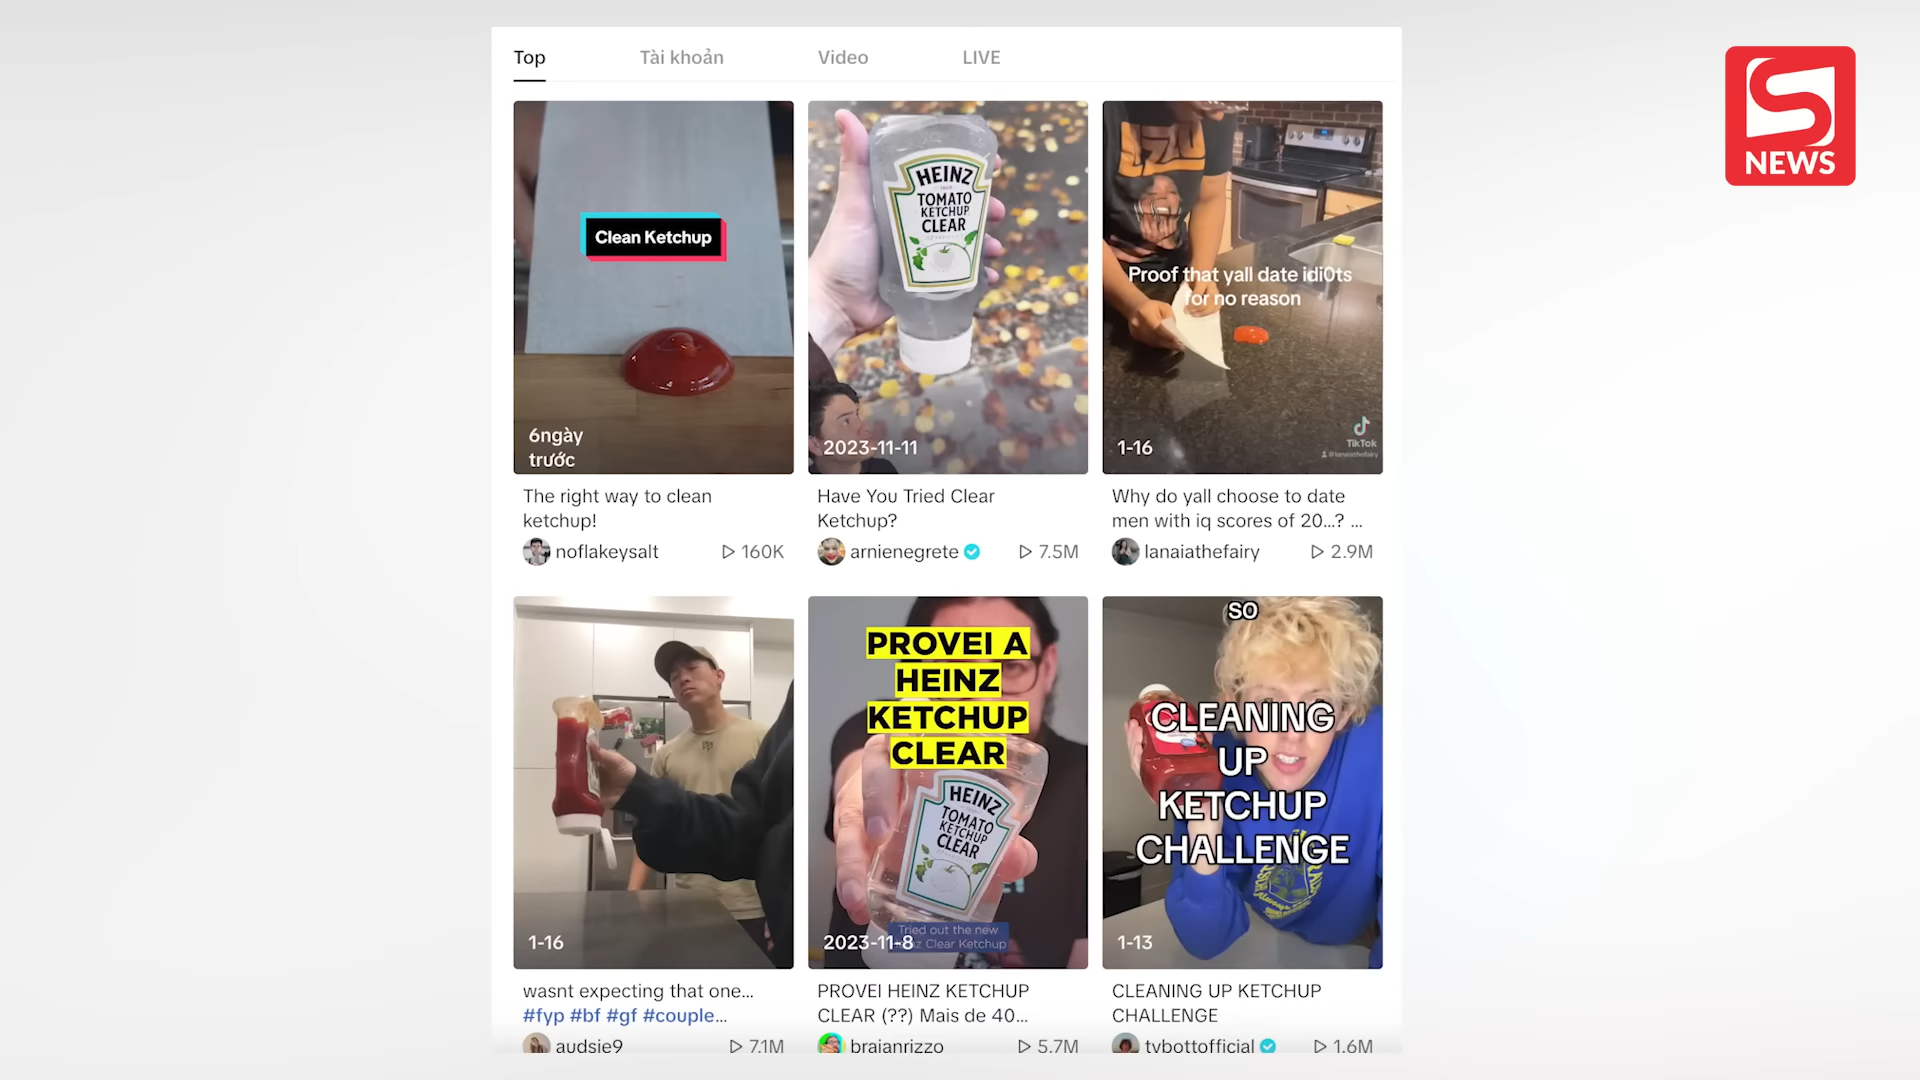 Top
Tài khoản
Video
LIVE
S
NEWS
Clean Ketchup
6ngày
trước
HEINZ
TOMATO
KETCHUP
CLEAR
2023-11-11
Proof that yall date idi0ts
for no reason
TikTok
@lanaiathefairy
1-16
The right way to clean
ketchup!
noflakeysalt
160K
Have You Tried Clear
Ketchup?
arnienegrete
7.5M
Why do yall choose to date
men with iq scores of 20...? ...
lanaiathefairy
2.9M
1-16
PROVEI A
HEINZ
KETCHUP
CLEAR
HEINZ
TOMATO
KETCHUP
CLEAR
Tried out the new
Clear Ketchup
2023-11-8
SO
CLEANING
UP
KETCHUP
CHALLENGE
1-13
wasnt expecting that one...
#fyp #bf #gf #couple...
audsie9
7.1M
PROVEI HEINZ KETCHUP
CLEAR (??) Mais de 40...
braianrizzo
5.7M
CLEANING UP KETCHUP
CHALLENGE
tvbottofficial
1.6M